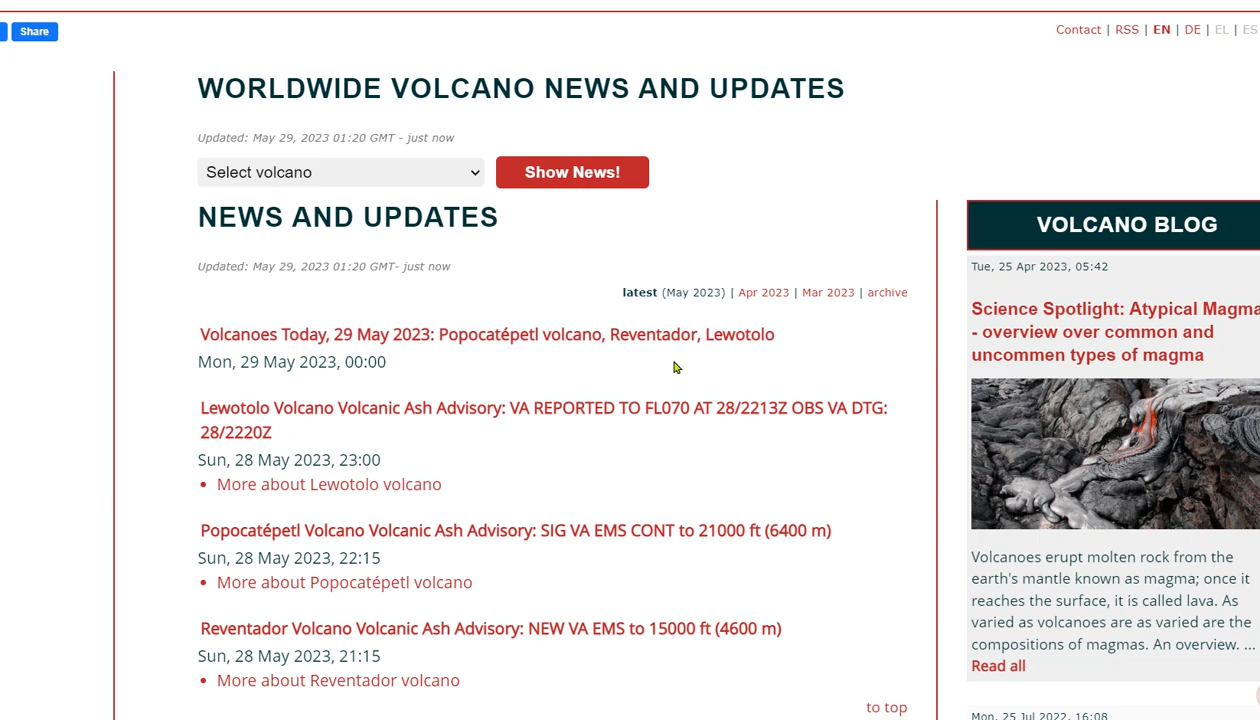 Share
Contact | RSS | EN | DE | EL | ES
WORLDWIDE VOLCANO NEWS AND UPDATES
Updated: May 29, 2023 01:20 GMT - just now
Select volcano
Show News!
NEWS AND UPDATES
Updated: May 29, 2023 01:20 GMT- just now
latest (May 2023) | Apr 2023 | Mar 2023 | archive
Volcanoes Today, 29 May 2023: Popocatépetl volcano, Reventador, Lewotolo
Mon, 29 May 2023, 00:00
Lewotolo Volcano Volcanic Ash Advisory: VA REPORTED TO FL070 AT 28/2213Z OBS VA DTG:
28/2220Z
Sun, 28 May 2023, 23:00
• More about Lewotolo volcano
Popocatépetl Volcano Volcanic Ash Advisory: SIG VA EMS CONT to 21000 ft (6400 m)
Sun, 28 May 2023, 22:15
• More about Popocatépetl volcano
Reventador Volcano Volcanic Ash Advisory: NEW VA EMS to 15000 ft (4600 m)
Sun, 28 May 2023, 21:15
• More about Reventador volcano
to top
VOLCANO BLOG
Tue, 25 Apr 2023, 05:42
Science Spotlight: Atypical Magma
- overview over common and
uncommen types of magma
Volcanoes erupt molten rock from the
earth's mantle known as magma; once it
reaches the surface, it is called lava. As
varied as volcanoes are as varied are the
compositions of magmas. An overview. ...
Read all
Mon, 25 Jul 2022, 16:08